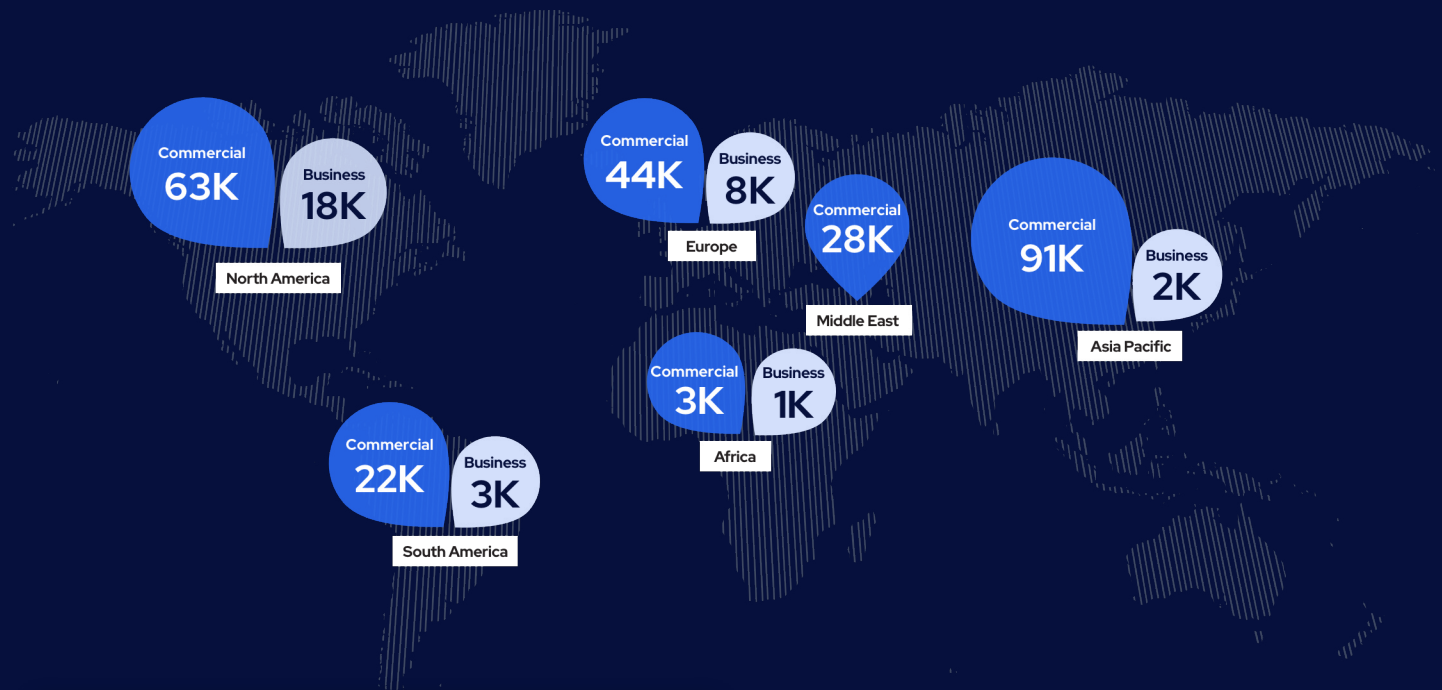 Commercial
63K
Business
18K
North America
Commercial
44K
Business
8K
Europe
Commercial
28K
Middle East
Commercial
91K
Business
2K
Asia Pacific
Commercial
3K
Business
1K
Africa
Commercial
22K
Business
3K
South America